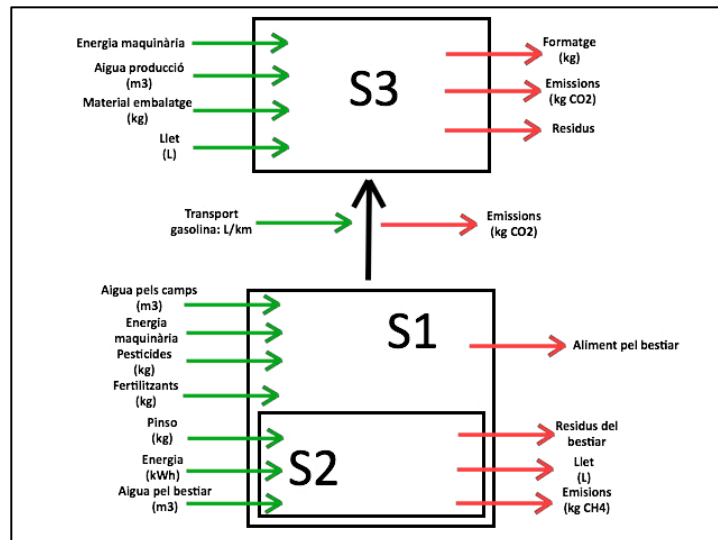 Energia maquinària
Aigua producció
(m3)
Material embalatge
(kg)
Llet
(L)
S3
Formatge
(kg)
Emissions
(kg CO2)
Residus
Transport
gasolina: L/km
Emissions
(kg CO2)
Aigua pels camps
(m3)
Energia
maquinària
Pesticides
(kg)
Fertilitzants
(kg)
S1
Aliment pel bestiar
Pinso
(kg)
Energia
(kWh)
Aigua pel bestiar
(m3)
S2
Residus del
bestiar
Llet
(L)
Emisions
(kg CH4)